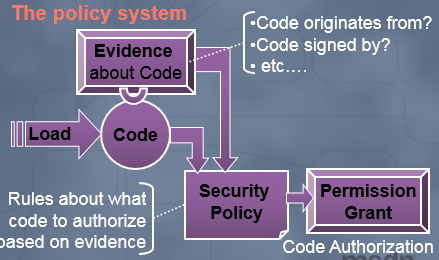 The policy system
Evidence
about Code
•Code originates from?
•Code signed by?
• etc….
Load
Code
Rules about what
code to authorize
based on evidence
Security
Policy
Permission
Grant
Code Authorization
msdn